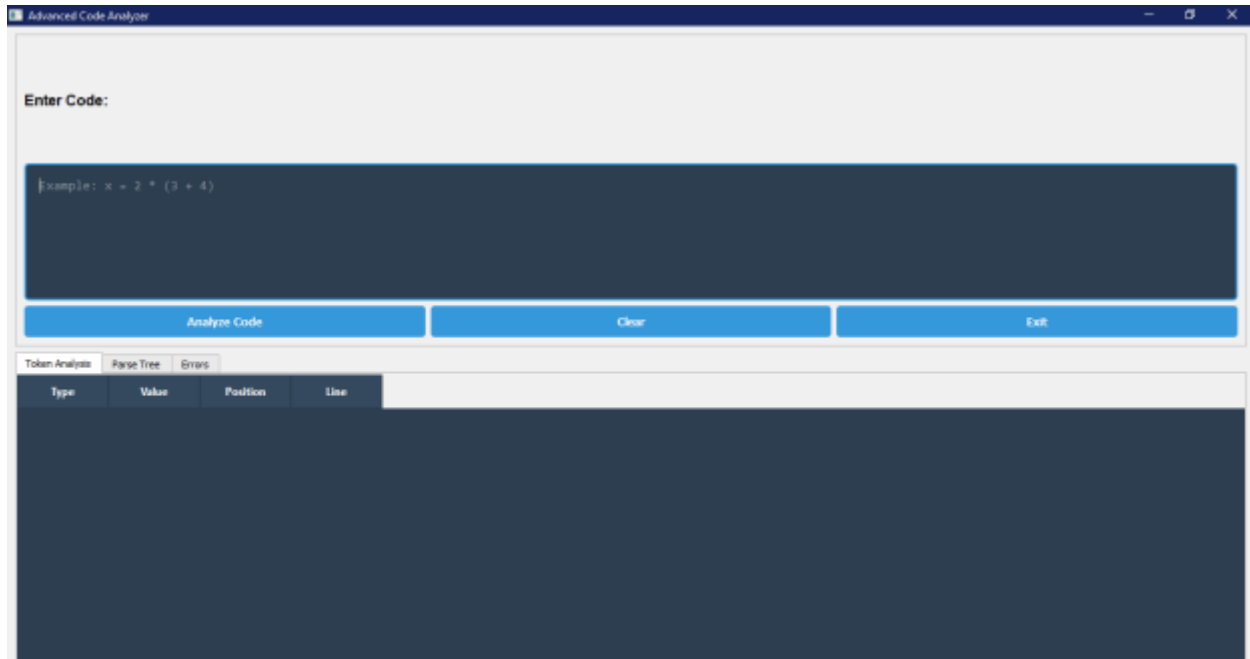 Advanced Code Analyzer
Enter Code:
Example: x = 2 * (3 + 4)
Analyze Code Clear Exit
Token Analysis Parse Tree Errors
Type Value Position Line